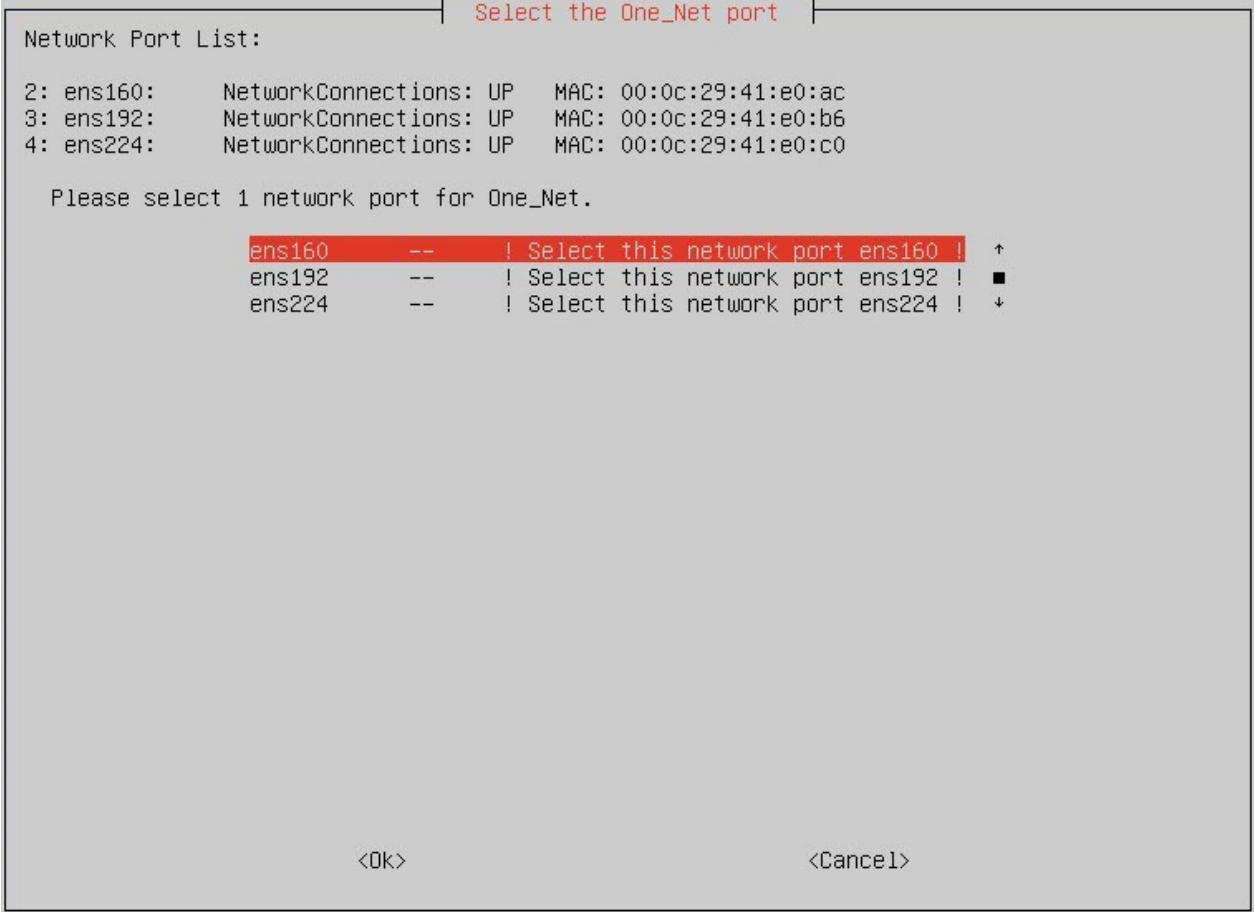 Select the One_Net port
Network Port List:
2: ens160: NetworkConnections: UP MAC: 00:0c:29:41:e0:ac
3: ens192: NetworkConnections: UP MAC: 00:0c:29:41:e0:b6
4: ens224: NetworkConnections: UP MAC: 00:0c:29:41:e0:c0
Please select 1 network port for One_Net.
ens160 -- ! Select this network port ens160 ! ↑
ens192 -- ! Select this network port ens192 ! ■
ens224 -- ! Select this network port ens224 ! ↓
<Ok> <Cancel>